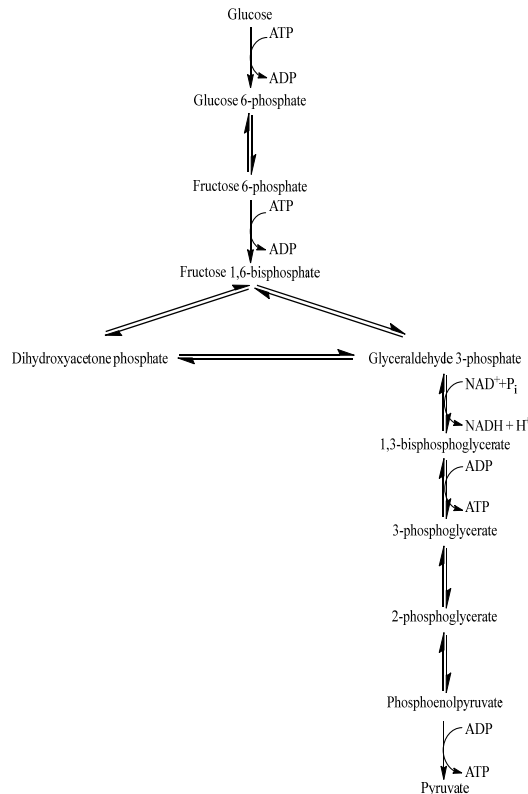 Glucose
ATP
ADP
Glucose 6-phosphate
Fructose 6-phosphate
ATP
ADP
Fructose 1,6-bisphosphate
Dihydroxyacetone phosphate
Glyceraldehyde 3-phosphate
NAD⁺+Pᵢ
NADH + H⁺
1,3-bisphosphoglycerate
ADP
ATP
3-phosphoglycerate
2-phosphoglycerate
Phosphoenolpyruvate
ADP
ATP
Pyruvate